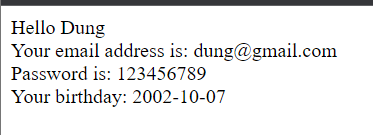 Hello Dung
Your email address is: dung@gmail.com
Password is: 123456789
Your birthday: 2002-10-07